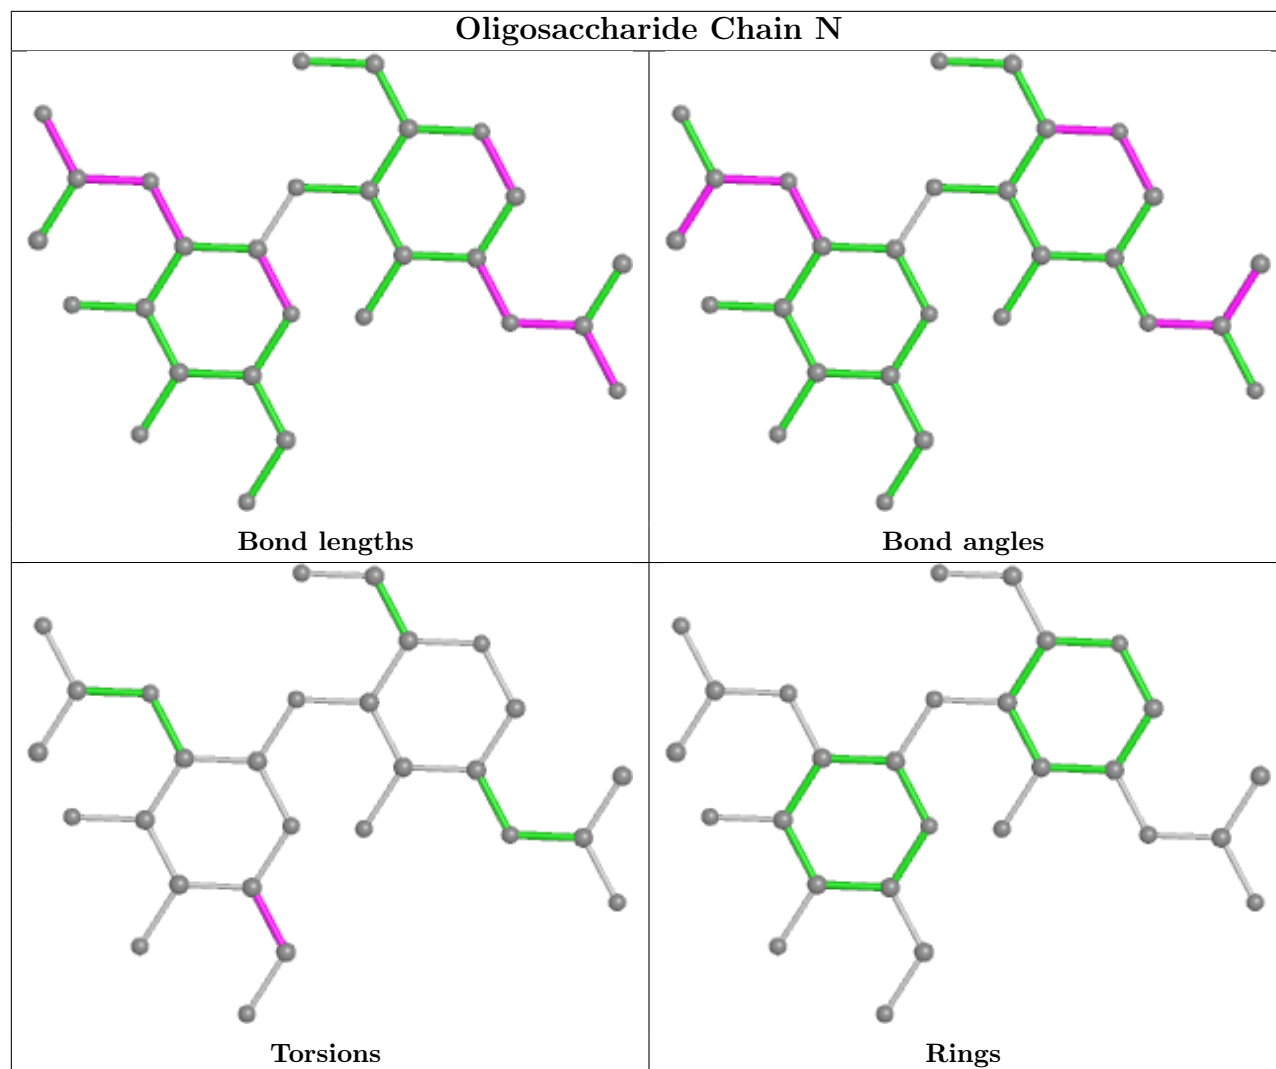 Oligosaccharide Chain N
Bond lengths
Bond angles
Torsions
Rings